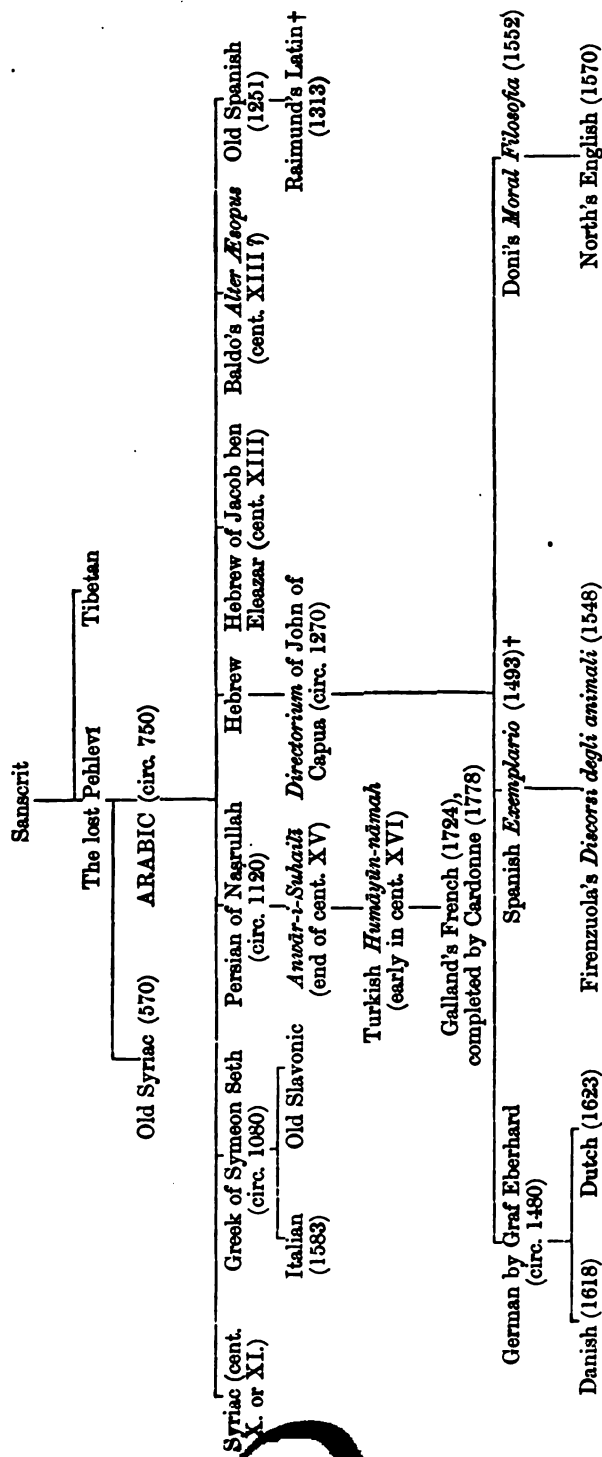 Sanscrit
The lost Pehlevi
Tibetan
Old Syriac (570)
ARABIC (circ. 750)
Syriac (cent.
X. or XI.)
Greek of Symeon Seth
(circ. 1080)
Persian of Naṣrullah
(circ. 1120)
Hebrew
Hebrew of Jacob ben
Eleazar (cent. XIII)
Baldo's Alter Æsopus
(cent. XIII?)
Old Spanish
(1251)
Italian
(1583)
Old Slavonic
Anwār-i-Suhailī
(end of cent. XV)
Directorium of John of
Capua (circ. 1270)
Raimund's Latin†
(1313)
Turkish Humāyūn-nāmah
(early in cent. XVI)
Galland's French (1724),
completed by Cardonne (1778)
German by Graf Eberhard
(circ. 1480)
Spanish Exemplario (1493)†
Doni's Moral Filosofia (1552)
Danish (1618)
Dutch (1623)
Firenzuola's Discorsi degli animali (1548)
North's English (1570)